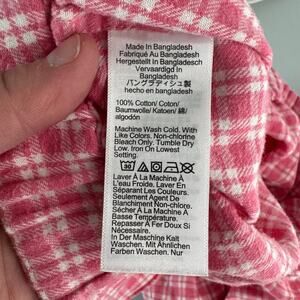 Made In Bangladesh
Fabriqué Au Bangladesh
Hergestellt In Bangladesch
Vervaardigd In
Bangladesh
バングラディシュ製
hecho en bangladesh
100% Cotton/ Coton/
Baumwolle/ Katoen/ 綿/
algodón
Machine Wash Cold. With
Like Colors. Non-chlorine
Bleach Only. Tumble Dry
Low. Iron On Lowest
Setting.
30
Laver À La Machine À
L'eau Froide. Laver En
Séparant Les Couleurs.
Seulement Agent De
Blanchiment Non-chlore.
Sécher À La Machine À
Basse Température.
Repasser À Fer Doux Si
Nécessaire.
In Der Maschine Kalt
Waschen. Mit Ähnlichen
Farben Waschen. Nur